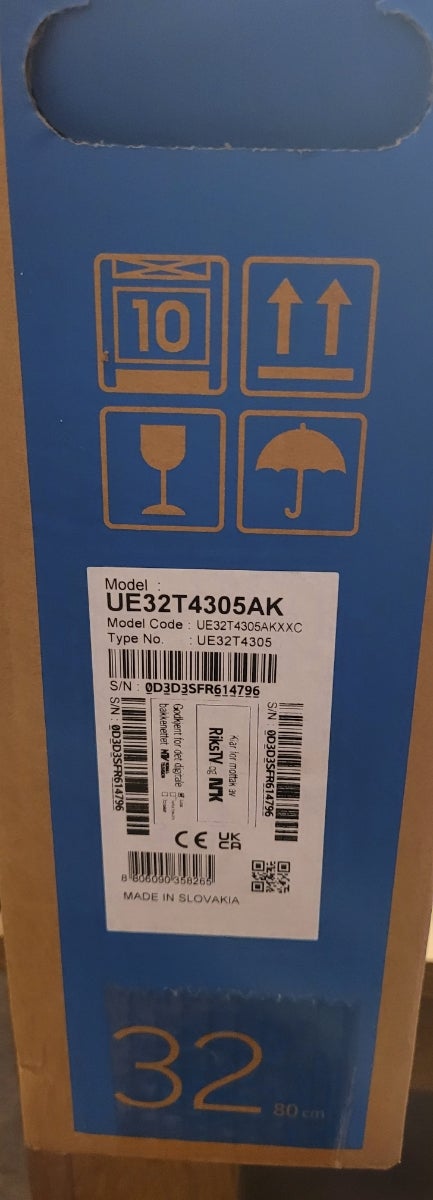 10
Model :
UE32T4305AK
Model Code : UE32T4305AKXXC
Type No. : UE32T4305
S/N : 0D3D3SFR614796
S/N : 0D3D3SFR614796
Godkjent for det digitale
bakkenettet
Klar for mottak av
RiksTV og NRK
S/N : 0D3D3SFR614796
CE
UK
CA
8 806090 358265
MADE IN SLOVAKIA
32
80 cm